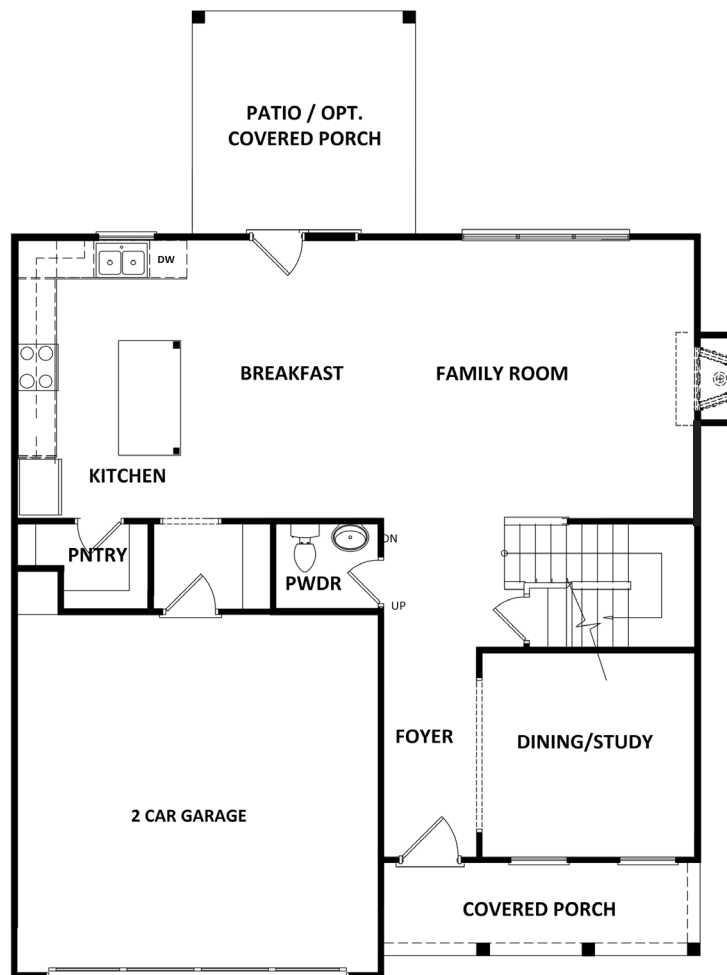 PATIO / OPT.
COVERED PORCH
DW
BREAKFAST
FAMILY ROOM
KITCHEN
PNTRY
PWDR
DN
UP
FOYER
DINING/STUDY
2 CAR GARAGE
COVERED PORCH